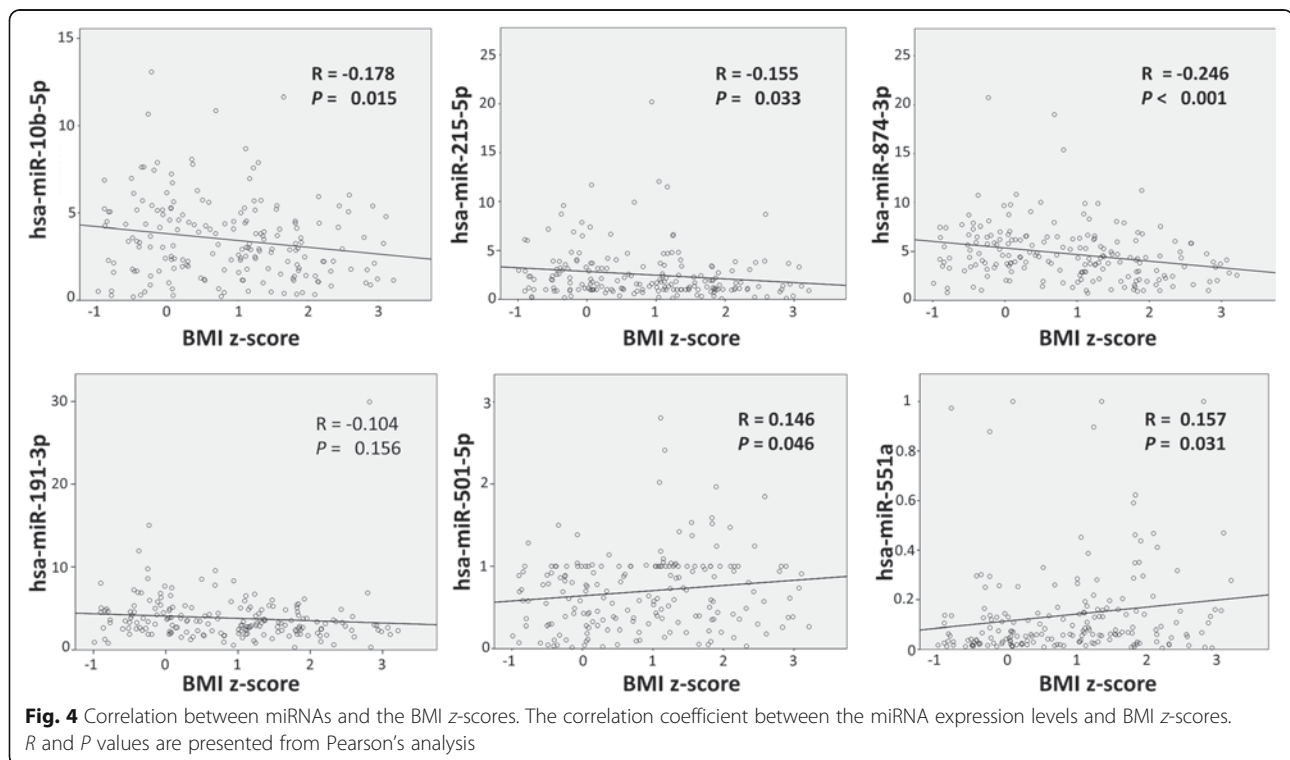 hsa-miR-10b-5p
15
10
5
0
R = -0.178
P = 0.015
-1 0 1 2 3
BMI z-score
hsa-miR-215-5p
25
20
15
10
5
0
R = -0.155
P = 0.033
-1 0 1 2 3
BMI z-score
hsa-miR-874-3p
25
20
15
10
5
0
R = -0.246
P < 0.001
-1 0 1 2 3
BMI z-score
hsa-miR-191-3p
30
20
10
0
R = -0.104
P = 0.156
-1 0 1 2 3
BMI z-score
hsa-miR-501-5p
3
2
1
0
R = 0.146
P = 0.046
-1 0 1 2 3
BMI z-score
hsa-miR-551a
1
0.8
0.6
0.4
0.2
0
R = 0.157
P = 0.031
-1 0 1 2 3
BMI z-score
Fig. 4 Correlation between miRNAs and the BMI z-scores. The correlation coefficient between the miRNA expression levels and BMI z-scores.
R and P values are presented from Pearson's analysis